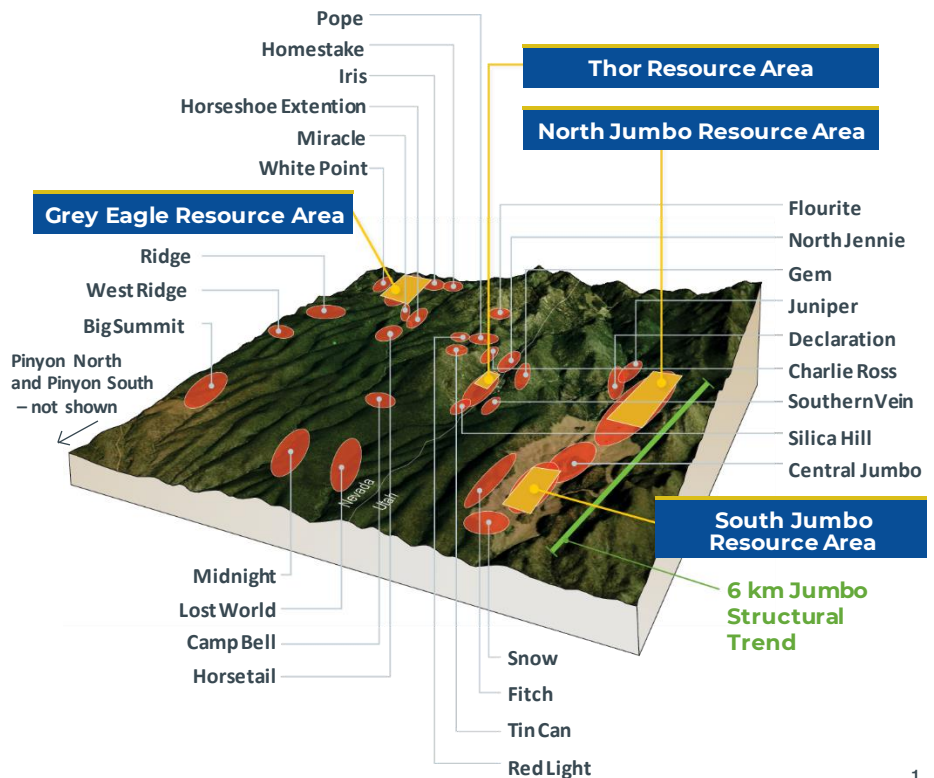 Pope
Homestake
Iris
Horseshoe Extention
Miracle
White Point
Thor Resource Area
North Jumbo Resource Area
Grey Eagle Resource Area
Ridge
West Ridge
Big Summit
Pinyon North
and Pinyon South
– not shown
Flourite
North Jennie
Gem
Juniper
Declaration
Charlie Ross
Southern Vein
Silica Hill
Central Jumbo
Nevada
Utah
South Jumbo
Resource Area
6 km Jumbo
Structural
Trend
Midnight
Lost World
Camp Bell
Horsetail
Snow
Fitch
Tin Can
Red Light
1